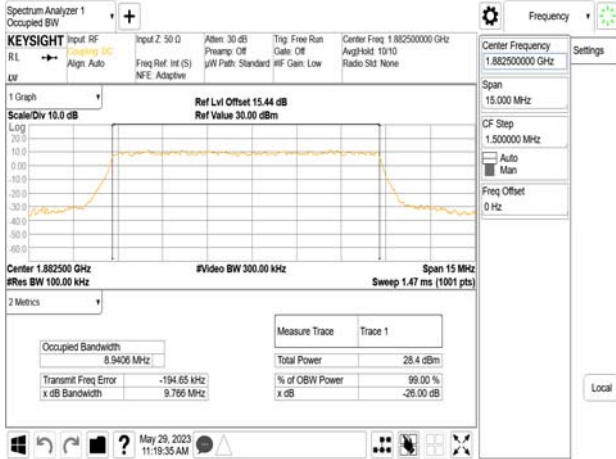 Spectrum Analyzer 1
Occupied BW
Frequency
KEYSIGHT
Input: RF
Coupling: DC
Align: Auto
Input Z: 50 Ω
Freq Ref: Int (S)
NFE: Adaptive
Atten: 30 dB
Preamp: Off
µW Path: Standard
Trig: Free Run
Gate: Off
#IF Gain: Low
Center Freq: 1.882500000 GHz
Avg|Hold: 10/10
Radio Std: None
RL
1 Graph
Scale/Div 10.0 dB
Ref Lvl Offset 15.44 dB
Ref Value 30.00 dBm
Log
20.0
10.0
0.00
-10.0
-20.0
-30.0
-40.0
-50.0
-60.0
Center 1.882500 GHz
#Video BW 300.00 kHz
Span 15 MHz
#Res BW 100.00 kHz
Sweep 1.47 ms (1001 pts)
2 Metrics
Measure Trace
Trace 1
Occupied Bandwidth
8.9406 MHz
Total Power
28.4 dBm
Transmit Freq Error
-194.65 kHz
% of OBW Power
99.00 %
x dB Bandwidth
9.766 MHz
x dB
-26.00 dB
May 29, 2023
11:19:35 AM
Center Frequency
1.882500000 GHz
Settings
Span
15.000 MHz
CF Step
1.500000 MHz
Auto
Man
Freq Offset
0 Hz
Local